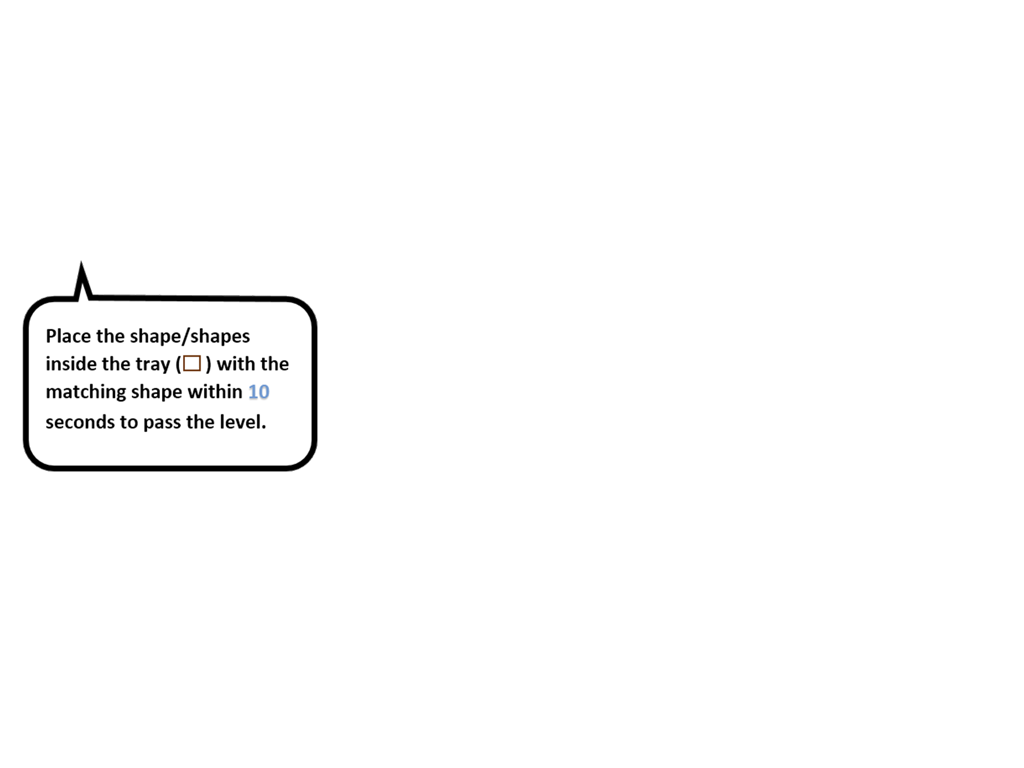 Place the shape/shapes
inside the tray (□) with the
matching shape within 10
seconds to pass the level.